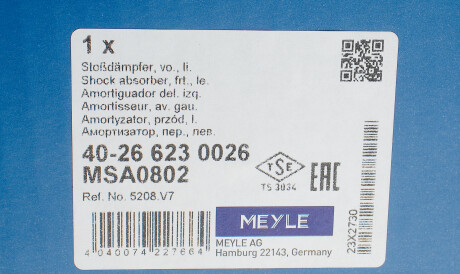 1 x
Stoßdämpfer, vo., li.
Shock absorber, frt., le.
Amortiguador del. izq.
Amortisseur, av. gau.
Amortyzator, przód, l.
Амортизатор, пер., лев.
40-26 623 0026
MSA0802
Ref. No. 5208.V7
TSE
TS 3034
EAC
MEYLE
MEYLE AG
Hamburg 22143, Germany
4 040074 227664
23X2730